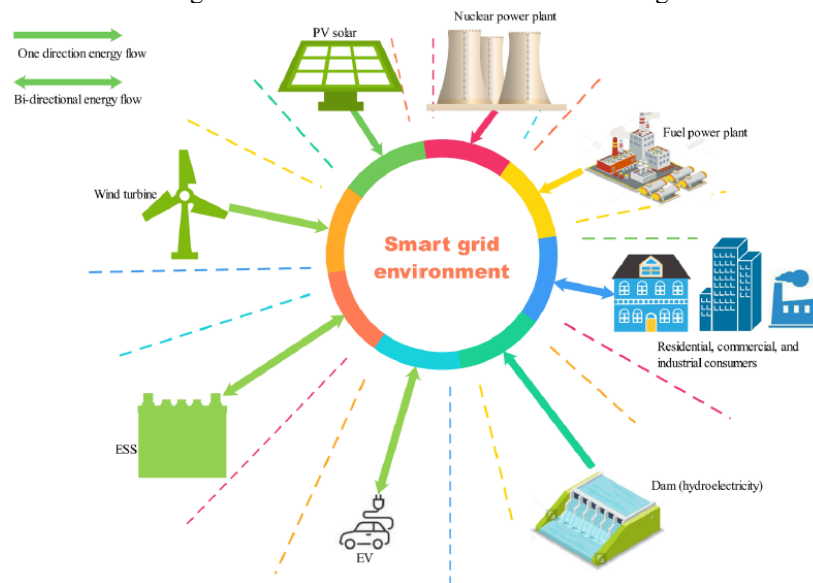 PV solar
Nuclear power plant
One direction energy flow
Bi-directional energy flow
Fuel power plant
Wind turbine
Smart grid
environment
Residential, commercial, and
industrial consumers
ESS
EV
Dam (hydroelectricity)